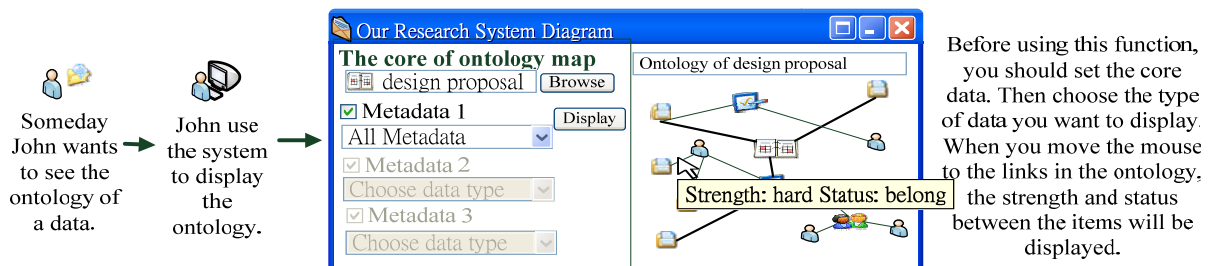 Someday
John wants
to see the
ontology of
a data.
John use
the system
to display
the
ontology.
Our Research System Diagram
The core of ontology map
design proposal
Browse
Metadata 1
Display
All Metadata
Metadata 2
Choose data type
Metadata 3
Choose data type
Ontology of design proposal
Strength: hard Status: belong
Before using this function,
you should set the core
data. Then choose the type
of data you want to display.
When you move the mouse
to the links in the ontology,
the strength and status
between the items will be
displayed.